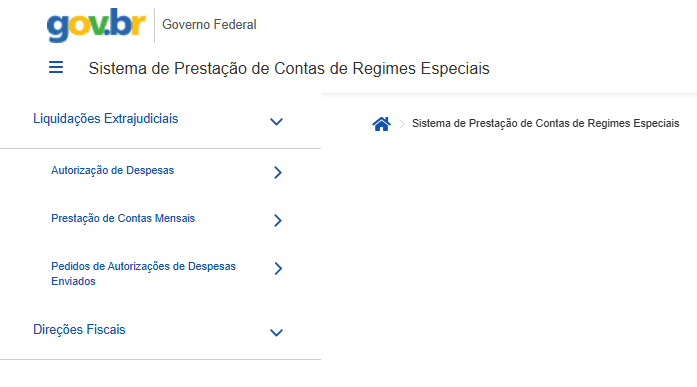 gov.br Governo Federal
Sistema de Prestação de Contas de Regimes Especiais
Liquidações Extrajudiciais
Sistema de Prestação de Contas de Regimes Especiais
Autorização de Despesas
Prestação de Contas Mensais
Pedidos de Autorizações de Despesas
Enviados
Direções Fiscais